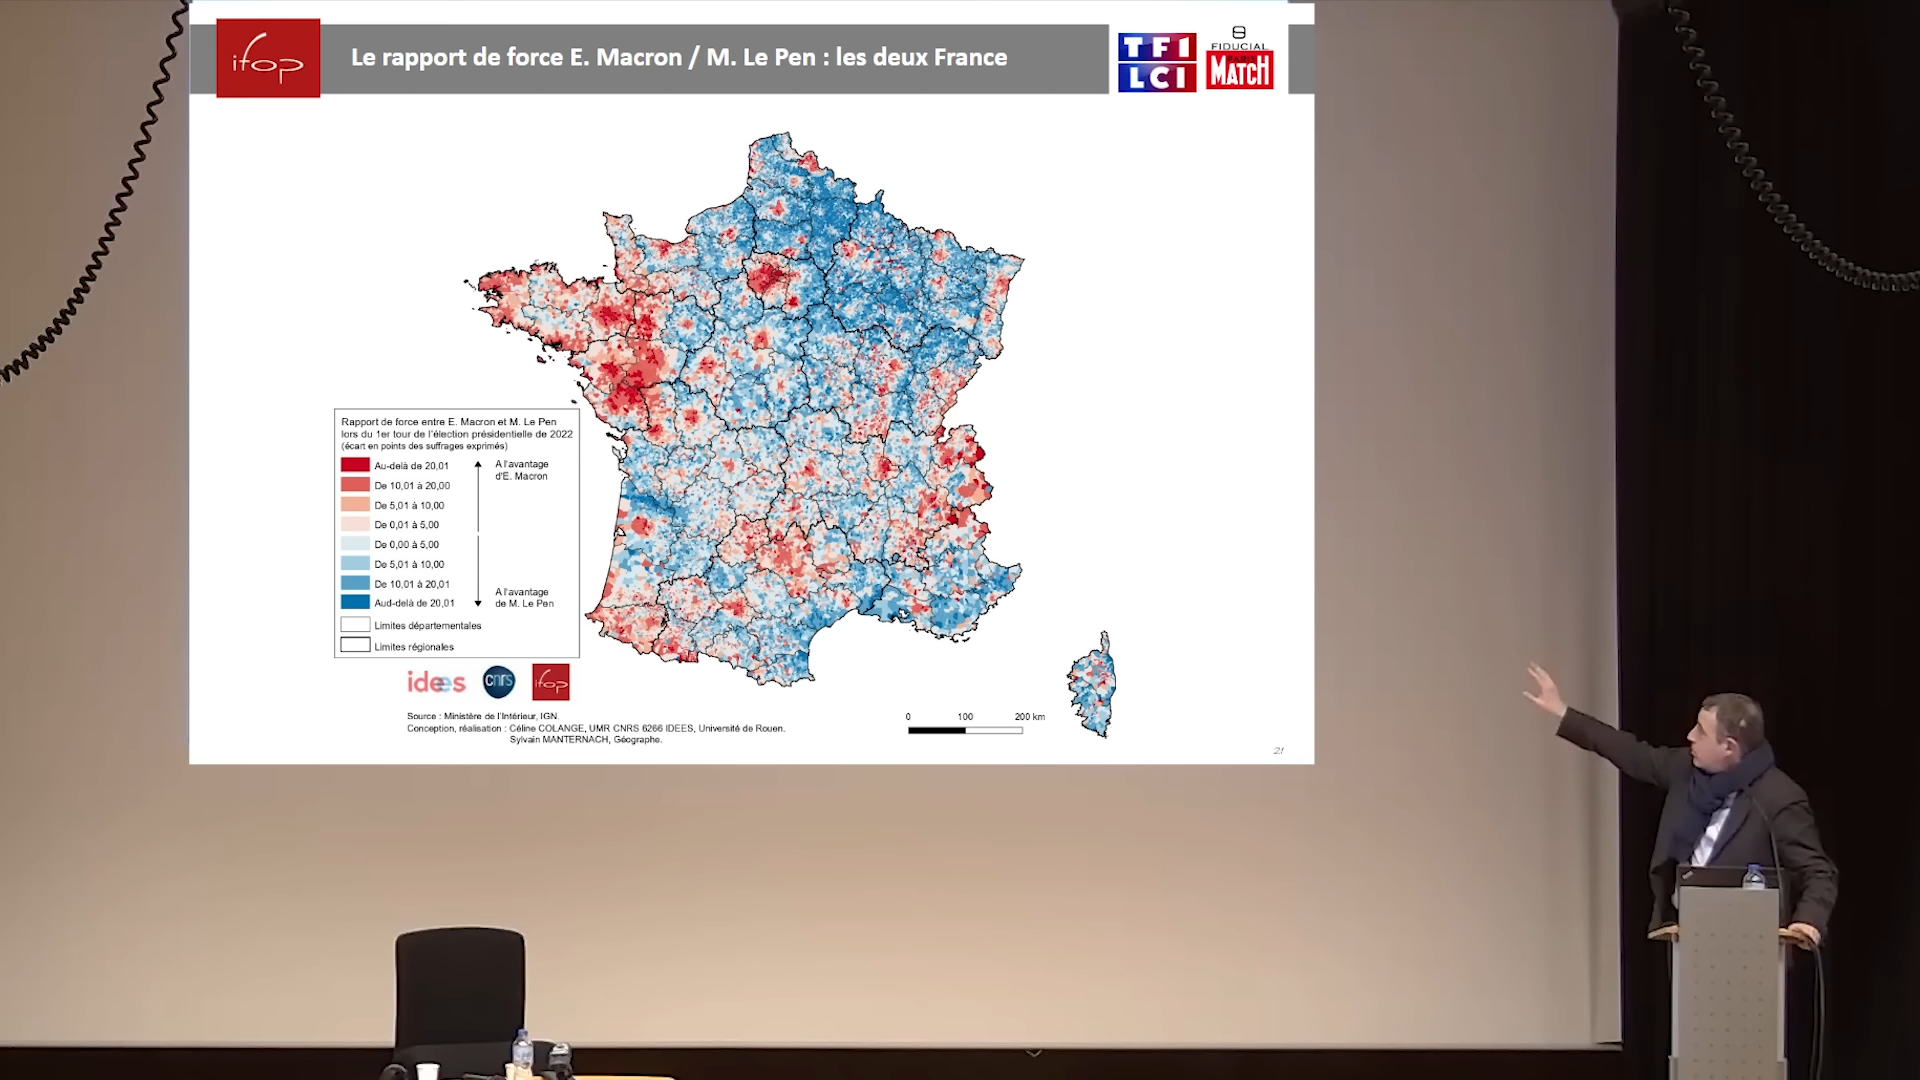 ifop
Le rapport de force E. Macron / M. Le Pen : les deux France
TF1
LCI
FIDUCIAL
MATCH
Rapport de force entre E. Macron et M. Le Pen
lors du 1er tour de l'élection présidentielle de 2022
(écart en points des suffrages exprimés)
Au-delà de 20,01
De 10,01 à 20,00
De 5,01 à 10,00
De 0,01 à 5,00
De 0,00 à 5,00
De 5,01 à 10,00
De 10,01 à 20,01
Aud-delà de 20,01
A l'avantage
d'E. Macron
A l'avantage
de M. Le Pen
Limites départementales
Limites régionales
idees
cnrs
ifop
Source : Ministère de l'Intérieur, IGN.
Conception, réalisation : Céline COLANGE, UMR CNRS 6266 IDEES, Université de Rouen.
Sylvain MANTERNACH, Géographe.
0 100 200 km
21